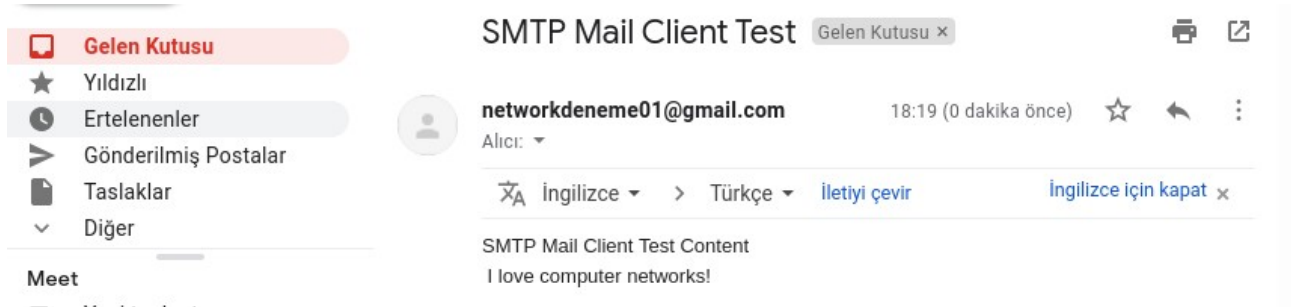 Gelen Kutusu
Yıldızlı
Ertelenenler
Gönderilmiş Postalar
Taslaklar
Diğer
Meet
SMTP Mail Client Test Gelen Kutusu ×
networkdeneme01@gmail.com 18:19 (0 dakika önce)
Alıcı:
İngilizce > Türkçe İletiyi çevir İngilizce için kapat ×
SMTP Mail Client Test Content
I love computer networks!